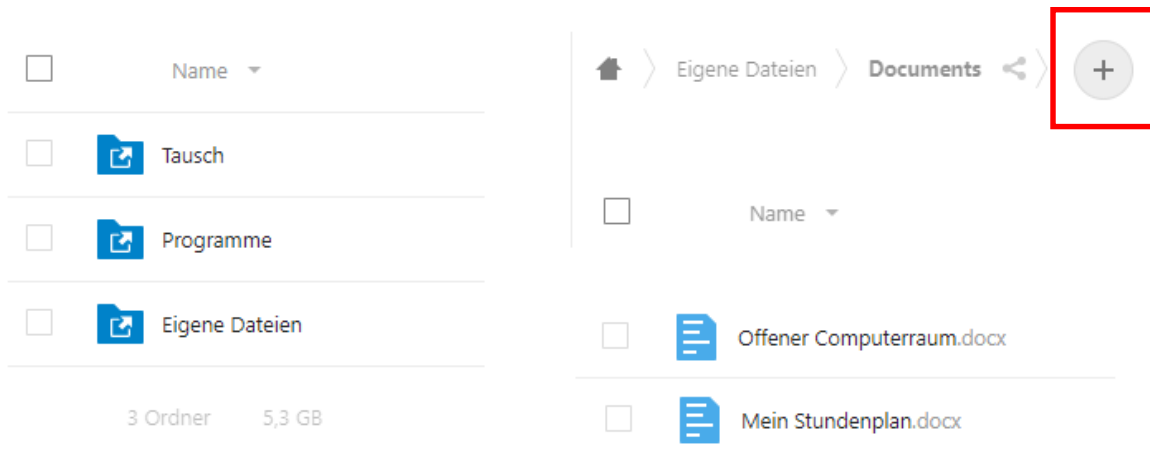 Name
Tausch
Programme
Eigene Dateien
3 Ordner 5,3 GB
Eigene Dateien Documents +
Name
Offener Computerraum.docx
Mein Stundenplan.docx